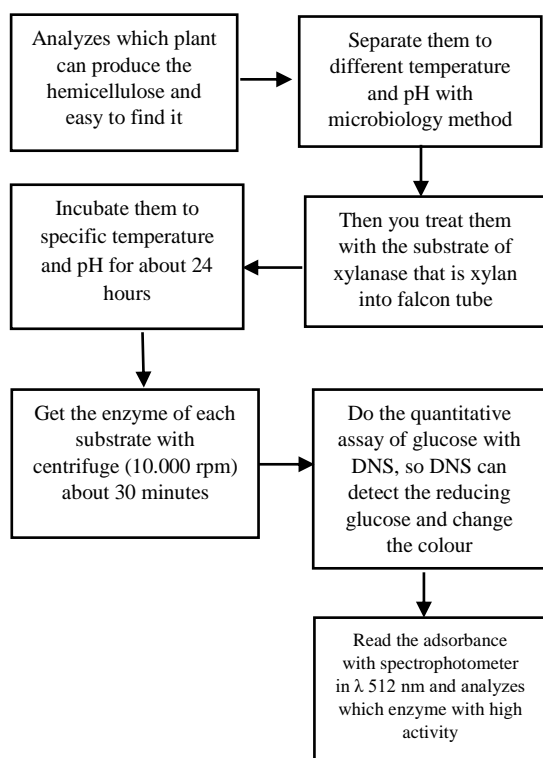 Analyzes which plant
can produce the
hemicellulose and
easy to find it
Separate them to
different temperature
and pH with
microbiology method
Then you treat them
with the substrate of
xylanase that is xylan
into falcon tube
Incubate them to
specific temperature
and pH for about 24
hours
Get the enzyme of each
substrate with
centrifuge (10.000 rpm)
about 30 minutes
Do the quantitative
assay of glucose with
DNS, so DNS can
detect the reducing
glucose and change
the colour
Read the adsorbance
with spectrophotometer
in λ 512 nm and analyzes
which enzyme with high
activity